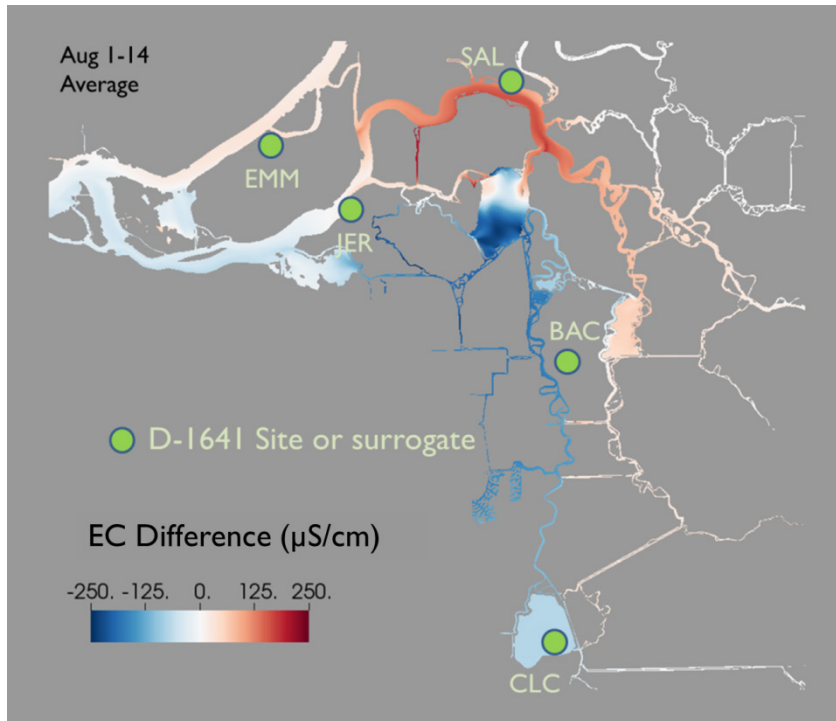 Aug 1-14
Average
SAL
EMM
JER
BAC
D-1641 Site or surrogate
EC Difference (µS/cm)
-250. -125. 0. 125. 250.
CLC